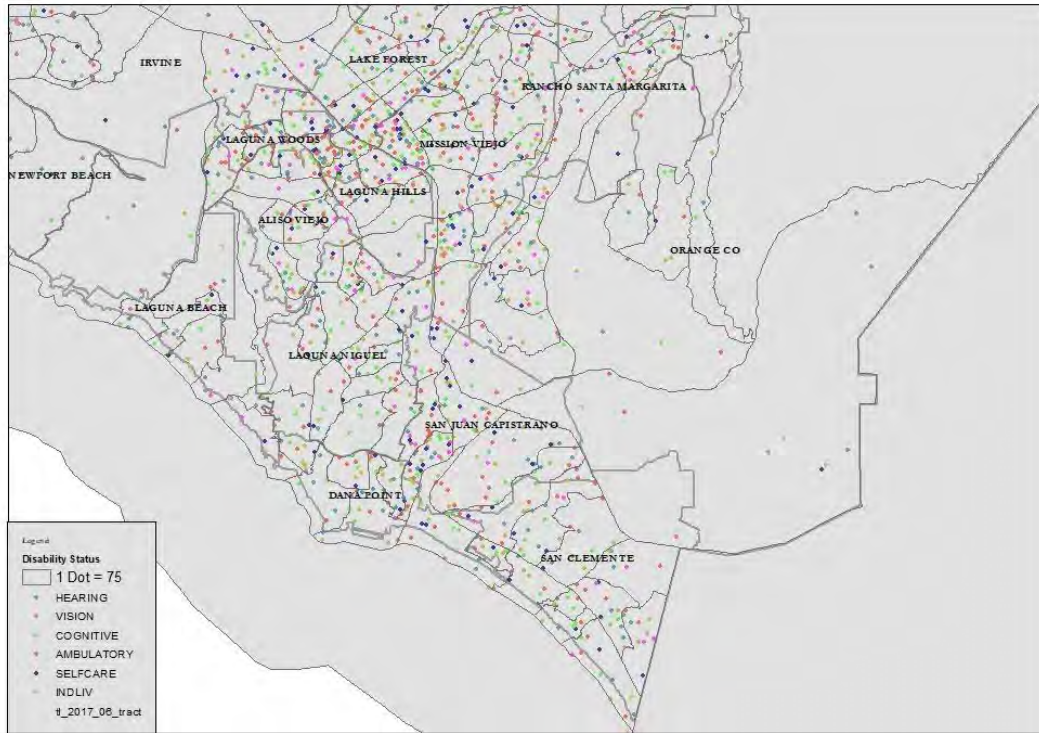 LAKE FOREST
IRVINE
RANCHO SANTA MARGARITA
LAGUNA WOODS
MISSION VIEJO
NEWPORT BEACH
LAGUNA HILLS
ALISO VIEJO
ORANGE CO
LAGUNA BEACH
LAGUNA NIGUEL
SAN JUAN CAPISTRANO
DANA POINT
SAN CLEMENTE
Legend
Disability Status
1 Dot = 75
HEARING
VISION
COGNITIVE
AMBULATORY
SELFCARE
INDLIV
tl_2017_06_tract